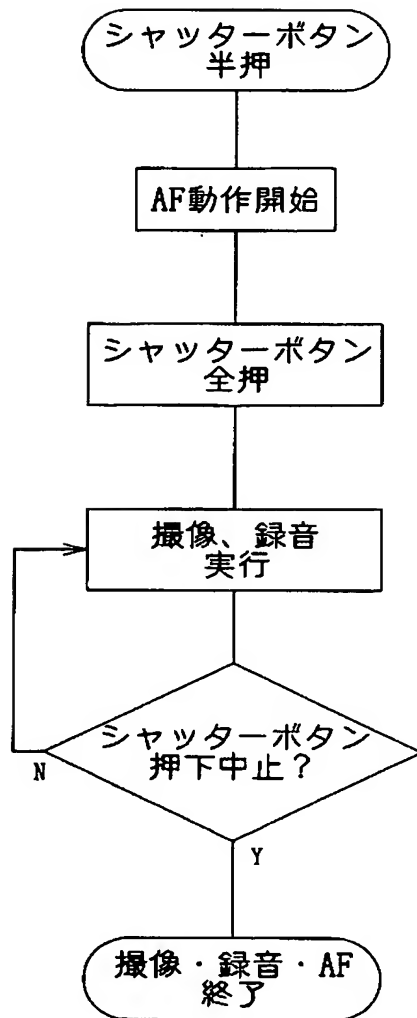 シャッターボタン
半押
AF動作開始
シャッターボタン
全押
撮像、録音
実行
シャッターボタン
押下中止?
N
Y
撮像・録音・AF
終了